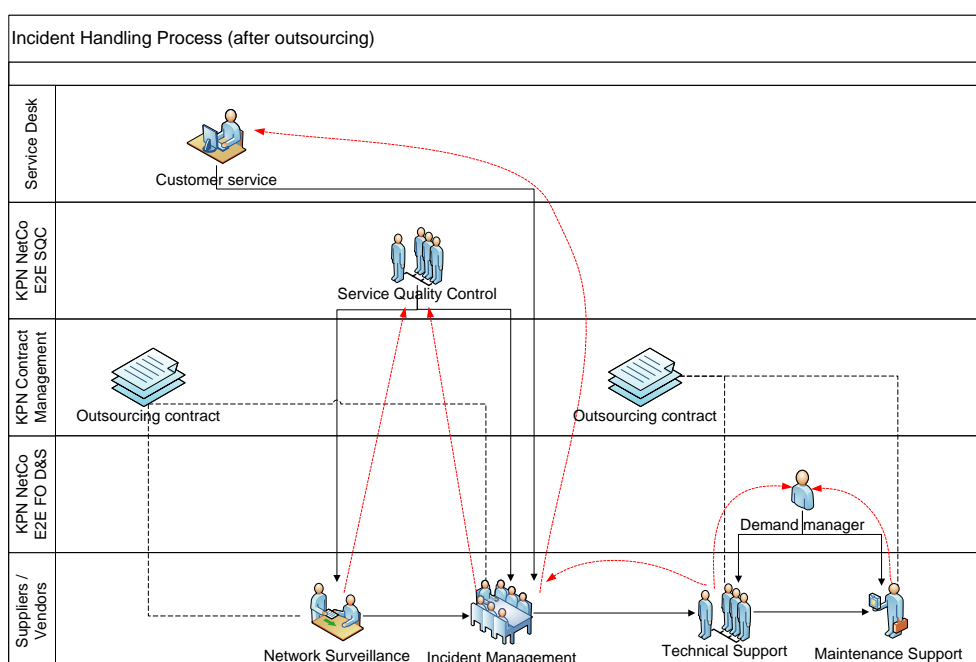 Incident Handling Process (after outsourcing)
Service Desk
Customer service
KPN NetCo
E2E SQC
Service Quality Control
KPN Contract
Management
Outsourcing contract
Outsourcing contract
KPN NetCo
E2E FO D&S
Demand manager
Suppliers /
Vendors
Network Surveillance
Incident Management
Technical Support
Maintenance Support